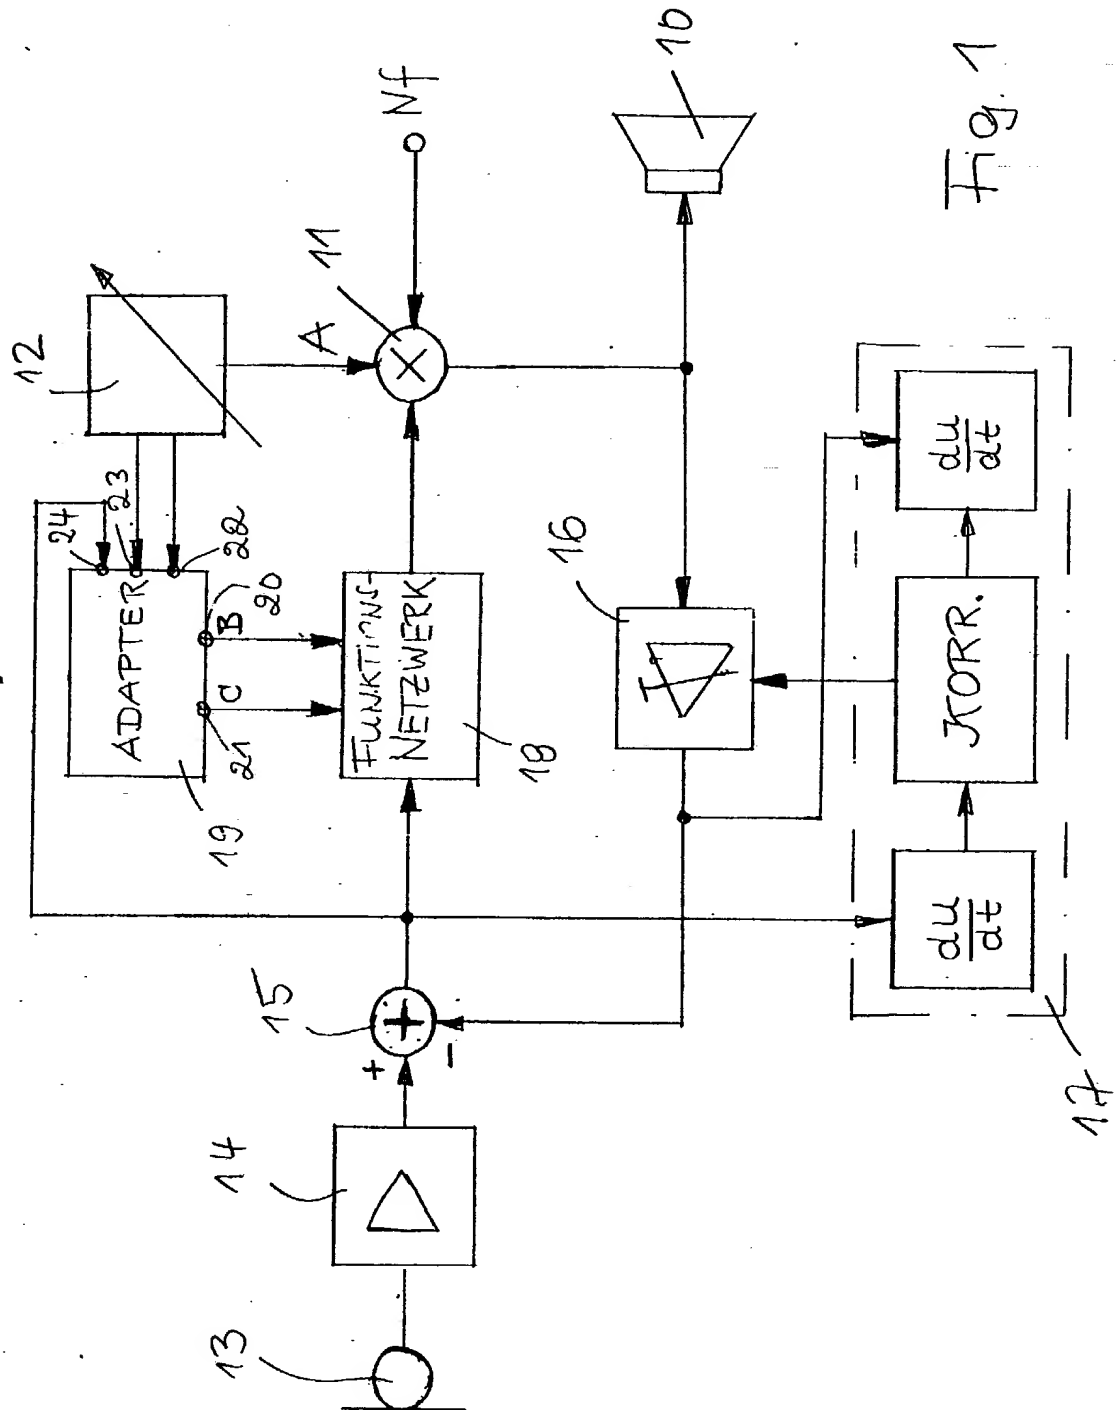 13
14
15
+
-
19
ADAPTER
24
23
22
B
20
C
21
12
A
11
Nf
FUNKTIONS-
NETZWERK
18
16
10
17
du
dt
KORR.
du
dt
Fig. 1